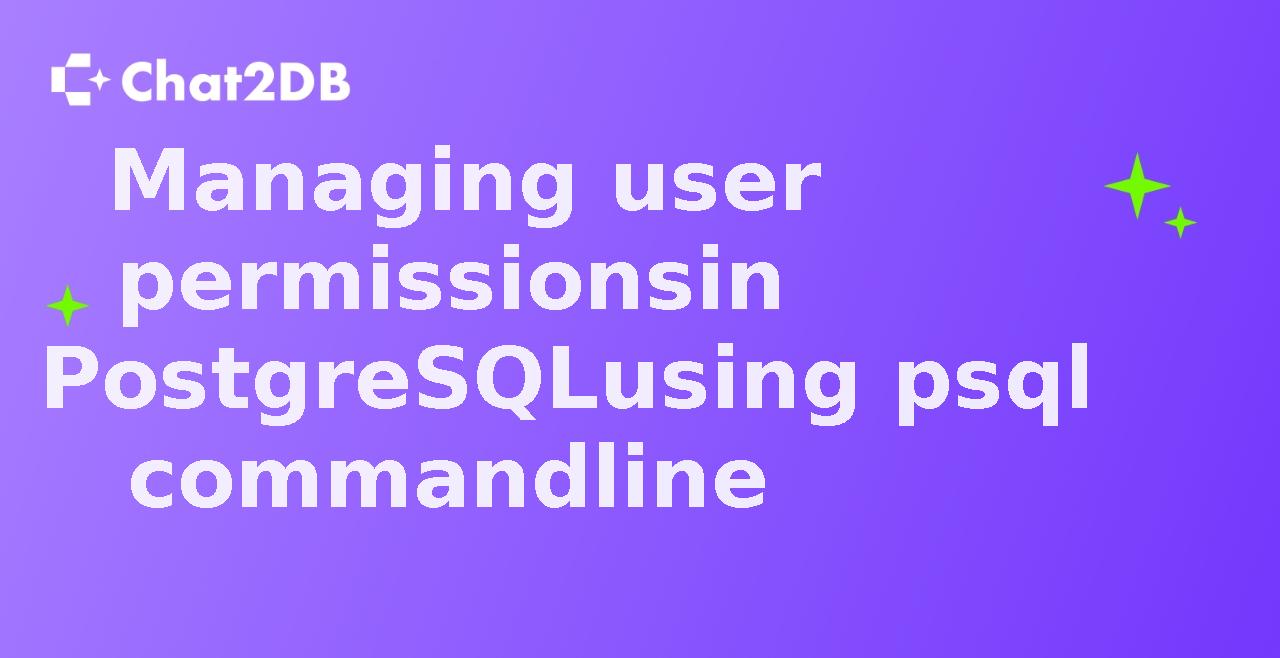 Chat2DB
Managing user
permissionsin
PostgreSQLusing psql
commandline